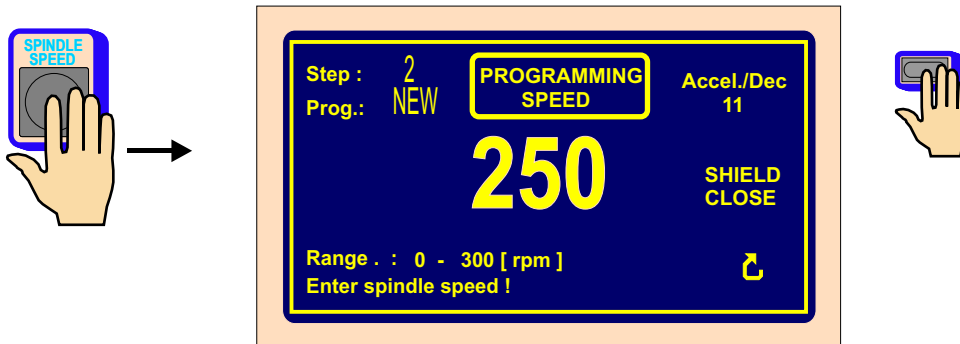 SPINDLE
SPEED
Step : 2
Prog.: NEW
PROGRAMMING
SPEED
Accel./Dec
11
250
SHIELD
CLOSE
Range . : 0 - 300 [ rpm ]
Enter spindle speed !